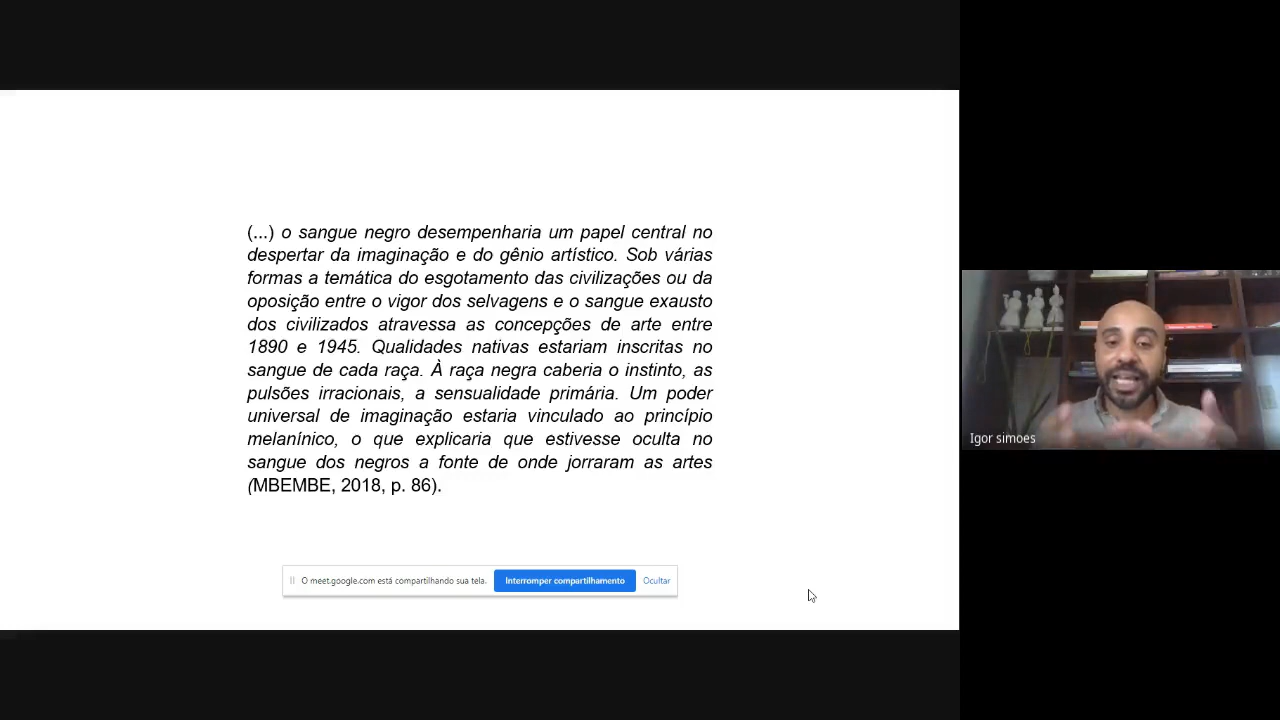 (...) o sangue negro desempenharia um papel central no
despertar da imaginação e do gênio artístico. Sob várias
formas a temática do esgotamento das civilizações ou da
oposição entre o vigor dos selvagens e o sangue exausto
dos civilizados atravessa as concepções de arte entre
1890 e 1945. Qualidades nativas estariam inscritas no
sangue de cada raça. À raça negra caberia o instinto, as
pulsões irracionais, a sensualidade primária. Um poder
universal de imaginação estaria vinculado ao princípio
melanínico, o que explicaria que estivesse oculta no
sangue dos negros a fonte de onde jorraram as artes
(MBEMBE, 2018, p. 86).
O meet.google.com está compartilhando sua tela. Interromper compartilhamento Ocultar
Igor simoes